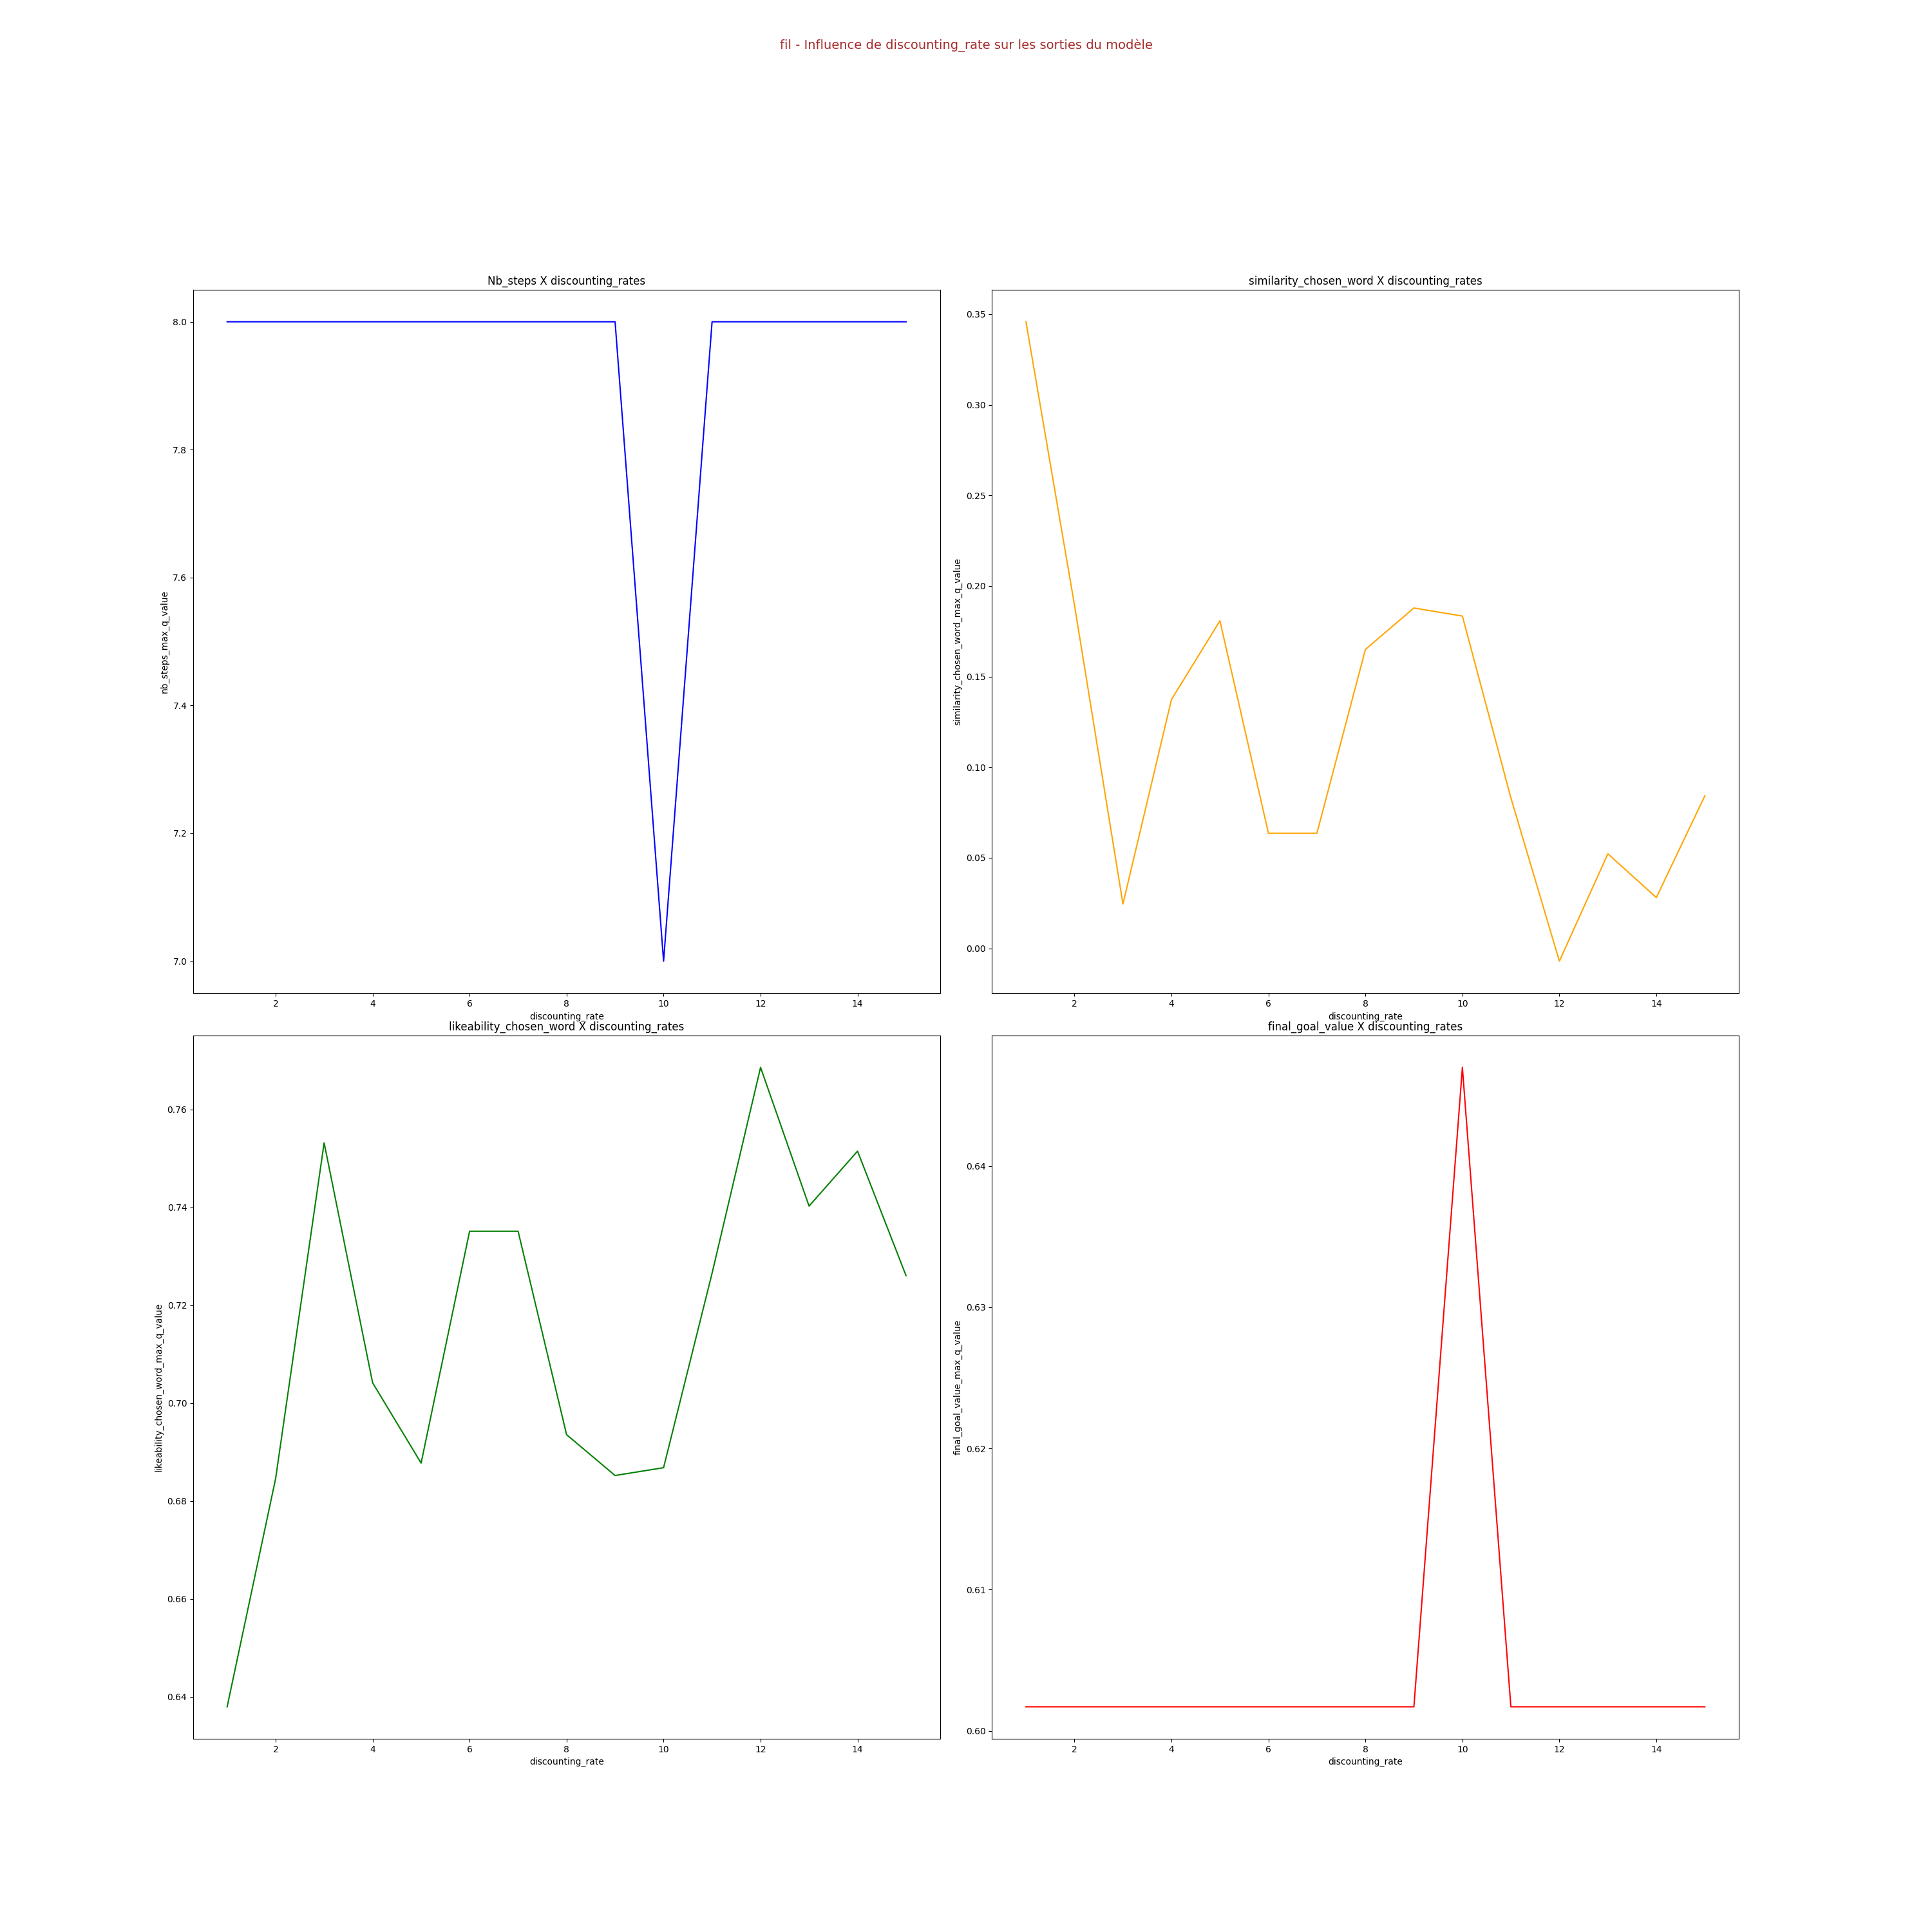 fil - Influence de discounting_rate sur les sorties du modèle
Nb_steps X discounting_rates
8.0
7.8
7.6
7.4
7.2
7.0
nb_steps_max_q_value
2 4 6 8 10 12 14
discounting_rate
similarity_chosen_word X discounting_rates
0.35
0.30
0.25
0.20
0.15
0.10
0.05
0.00
similarity_chosen_word_max_q_value
2 4 6 8 10 12 14
discounting_rate
likeability_chosen_word X discounting_rates
0.76
0.74
0.72
0.70
0.68
0.66
0.64
likeability_chosen_word_max_q_value
2 4 6 8 10 12 14
discounting_rate
final_goal_value X discounting_rates
0.64
0.63
0.62
0.61
0.60
final_goal_value_max_q_value
2 4 6 8 10 12 14
discounting_rate